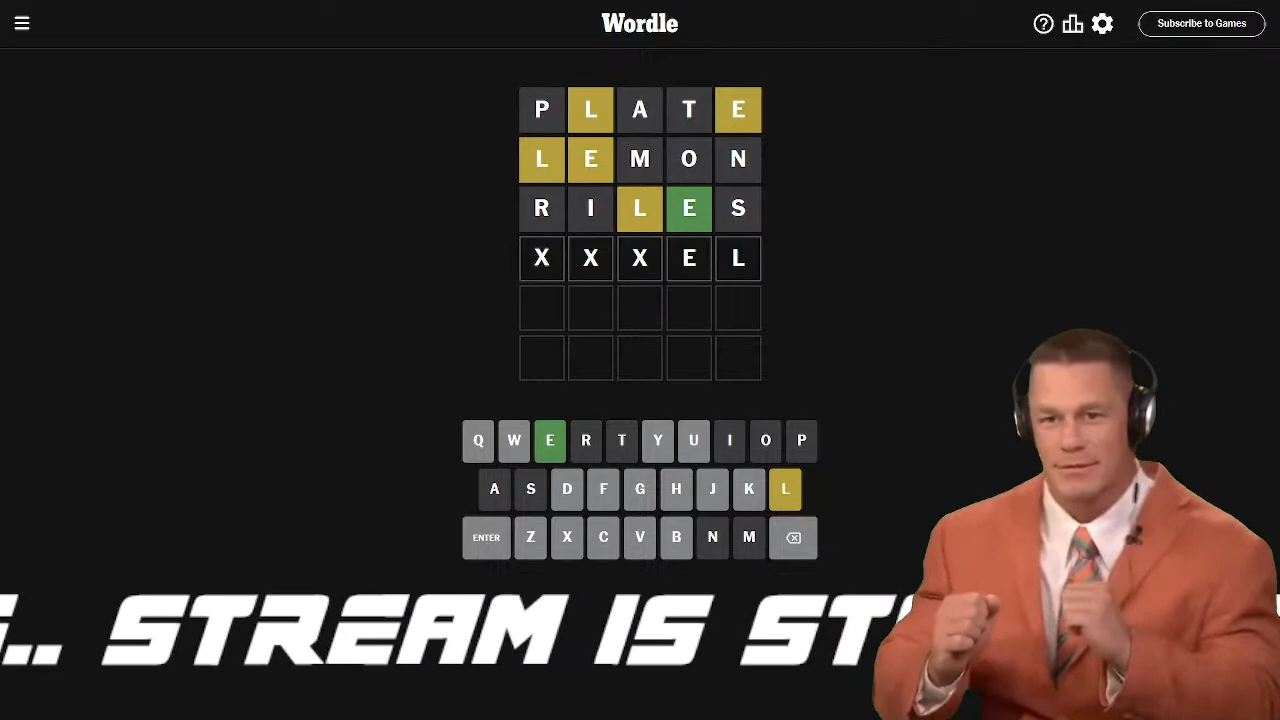 Wordle
Subscribe to Games
P L A T E
L E M O N
R I L E S
X X X E L
Q W E R T Y U I O P
A S D F G H J K L
ENTER Z X C V B N M
.. STREAM IS